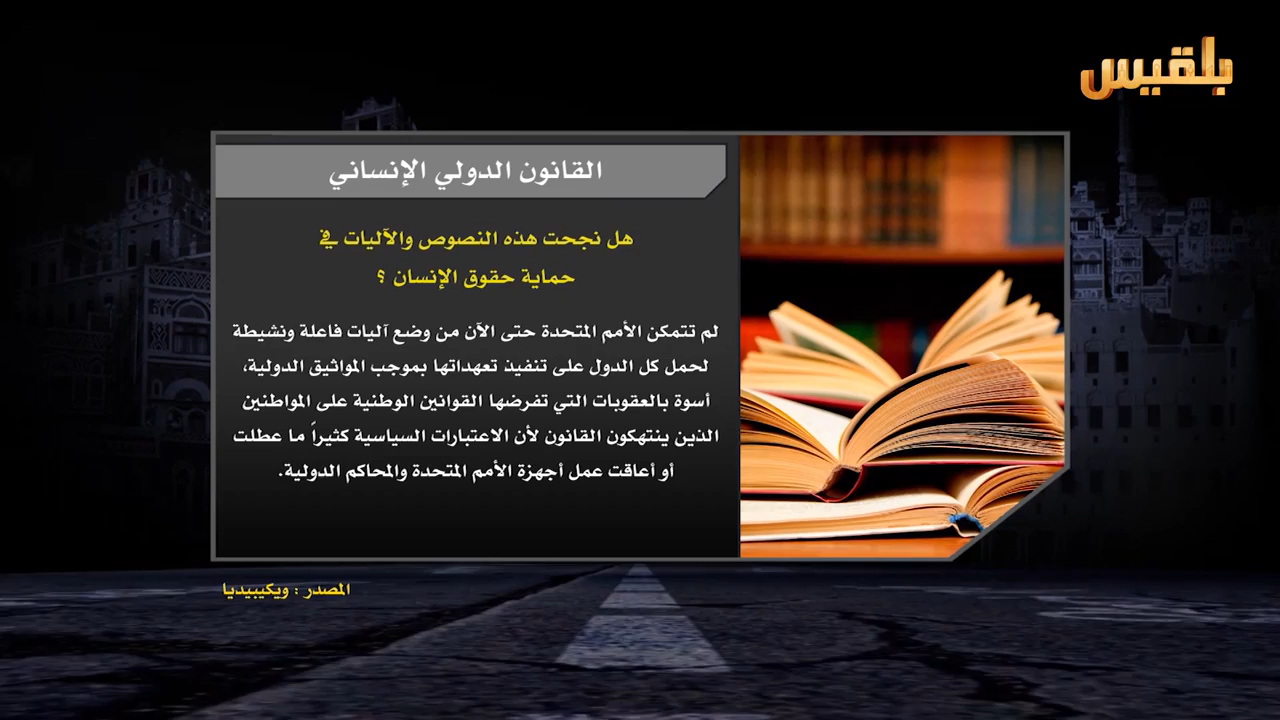 بلقيس
القانون الدولي الإنساني
هل نجحت هذه النصوص والآليات في
حماية حقوق الإنسان ؟
لم تتمكن الأمم المتحدة حتى الآن من وضع آليات فاعلة ونشيطة
لحمل كل الدول على تنفيذ تعهداتها بموجب المواثيق الدولية،
أسوة بالعقوبات التي تفرضها القوانين الوطنية على المواطنين
الذين ينتهكون القانون لأن الاعتبارات السياسية كثيراً ما عطلت
أو أعاقت عمل أجهزة الأمم المتحدة والمحاكم الدولية.
المصدر : ويكيبيديا